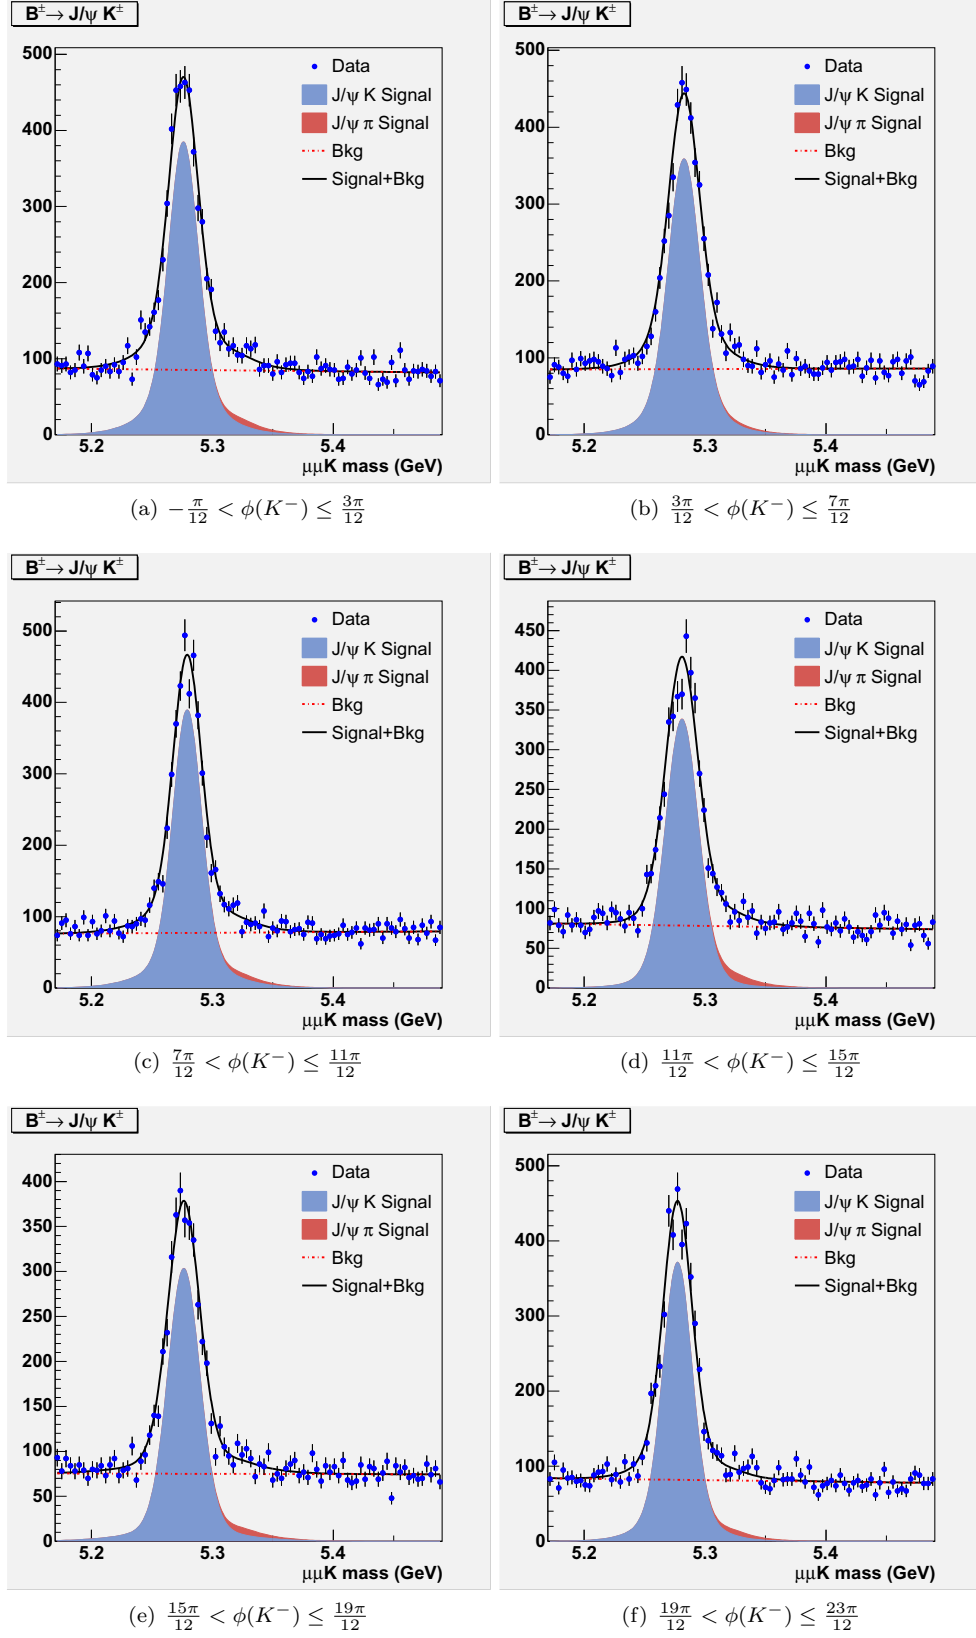 B± → J/ψ K±
500
400
300
200
100
0
Data
J/ψ K Signal
J/ψ π Signal
Bkg
Signal+Bkg
5.2 5.3 5.4
μμK mass (GeV)
(a) −π/12 < ϕ(K−) ≤ 3π/12
B± → J/ψ K±
500
400
300
200
100
0
Data
J/ψ K Signal
J/ψ π Signal
Bkg
Signal+Bkg
5.2 5.3 5.4
μμK mass (GeV)
(b) 3π/12 < ϕ(K−) ≤ 7π/12
B± → J/ψ K±
500
400
300
200
100
0
Data
J/ψ K Signal
J/ψ π Signal
Bkg
Signal+Bkg
5.2 5.3 5.4
μμK mass (GeV)
(c) 7π/12 < ϕ(K−) ≤ 11π/12
B± → J/ψ K±
450
400
350
300
250
200
150
100
50
0
Data
J/ψ K Signal
J/ψ π Signal
Bkg
Signal+Bkg
5.2 5.3 5.4
μμK mass (GeV)
(d) 11π/12 < ϕ(K−) ≤ 15π/12
B± → J/ψ K±
400
350
300
250
200
150
100
50
0
Data
J/ψ K Signal
J/ψ π Signal
Bkg
Signal+Bkg
5.2 5.3 5.4
μμK mass (GeV)
(e) 15π/12 < ϕ(K−) ≤ 19π/12
B± → J/ψ K±
500
400
300
200
100
0
Data
J/ψ K Signal
J/ψ π Signal
Bkg
Signal+Bkg
5.2 5.3 5.4
μμK mass (GeV)
(f) 19π/12 < ϕ(K−) ≤ 23π/12